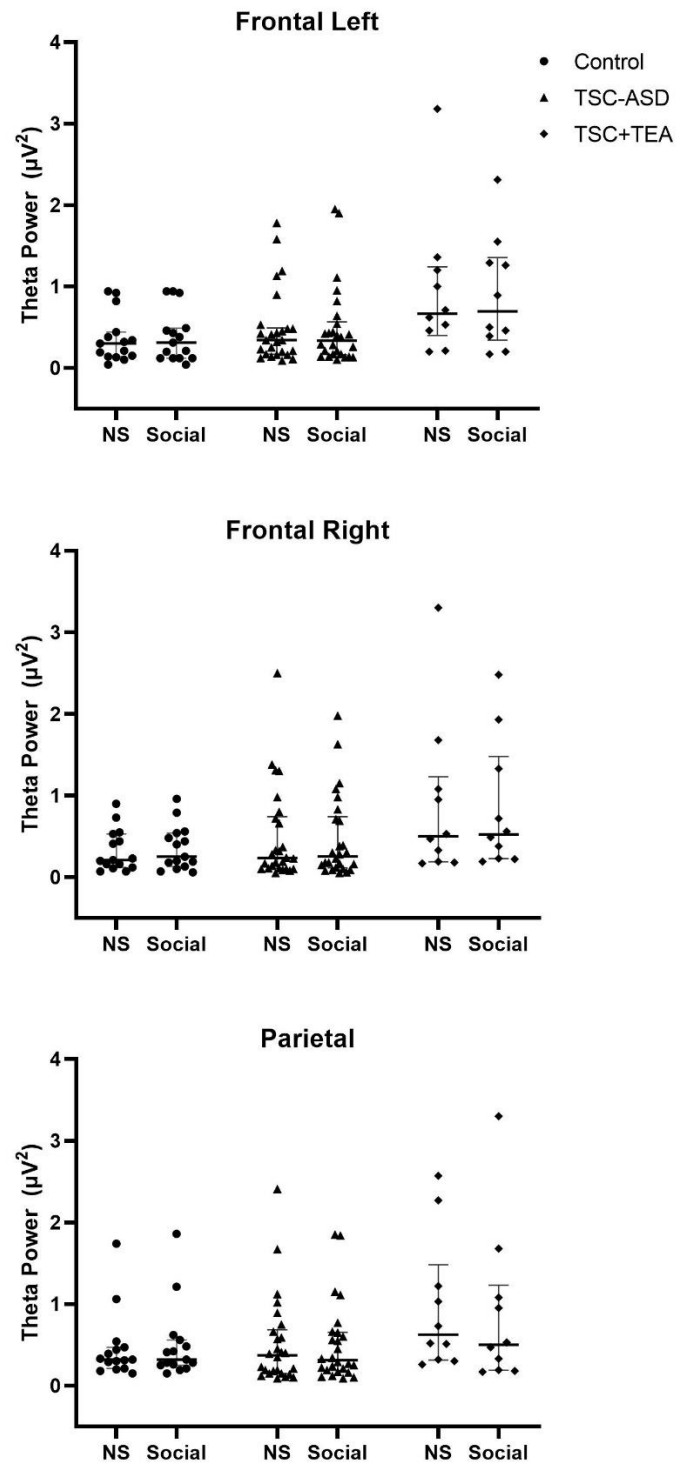 Frontal Left
Control
TSC-ASD
TSC+TEA
Theta Power (µV²)
4
3
2
1
0
NS Social NS Social NS Social
Frontal Right
Theta Power (µV²)
4
3
2
1
0
NS Social NS Social NS Social
Parietal
Theta Power (µV²)
4
3
2
1
0
NS Social NS Social NS Social